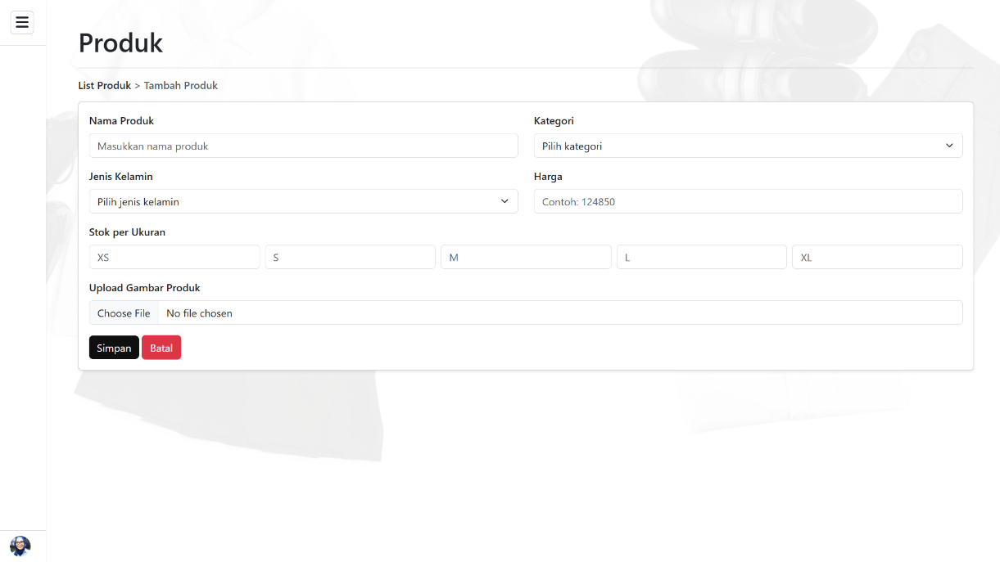 Produk
List Produk > Tambah Produk
Nama Produk
Masukkan nama produk
Kategori
Pilih kategori
Jenis Kelamin
Pilih jenis kelamin
Harga
Contoh: 124850
Stok per Ukuran
XS S M L XL
Upload Gambar Produk
Choose File No file chosen
Simpan Batal